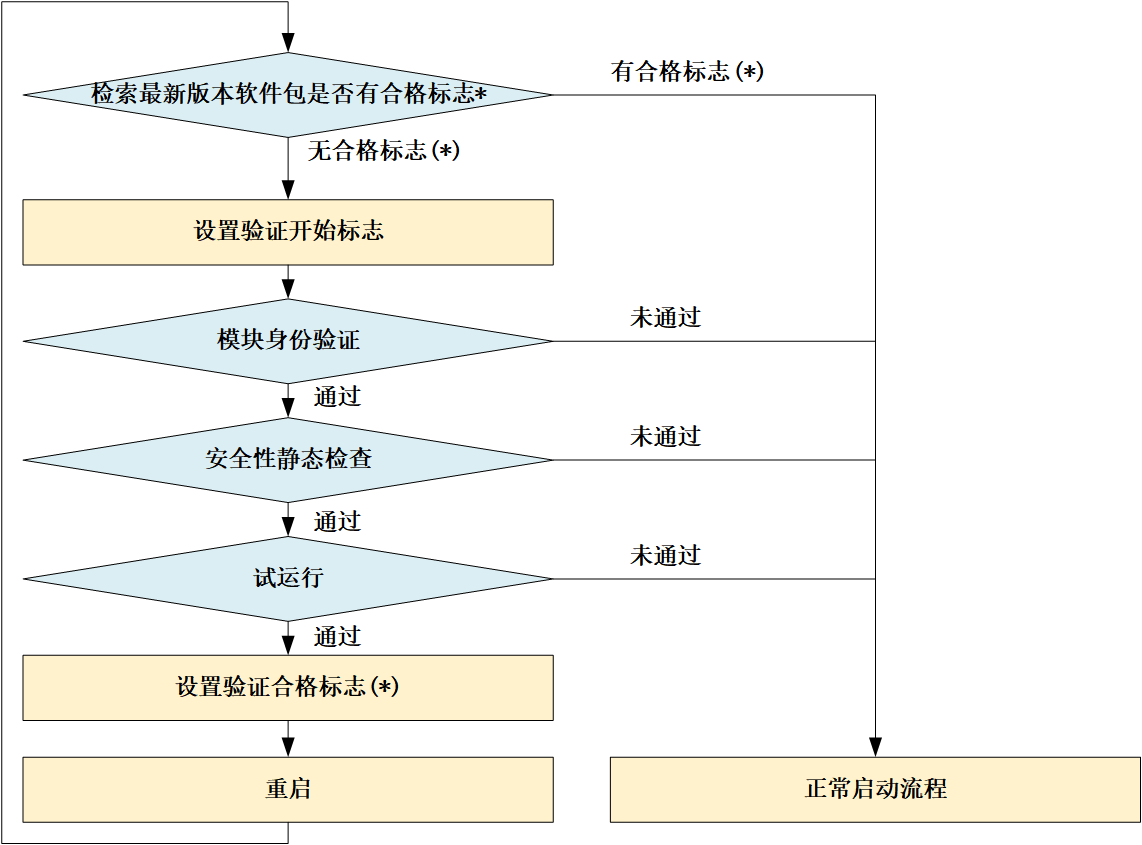 有合格标志(*)
检索最新版本软件包是否有合格标志*
无合格标志(*)
设置验证开始标志
未通过
模块身份验证
通过
未通过
安全性静态检查
通过
未通过
试运行
通过
设置验证合格标志(*)
重启
正常启动流程